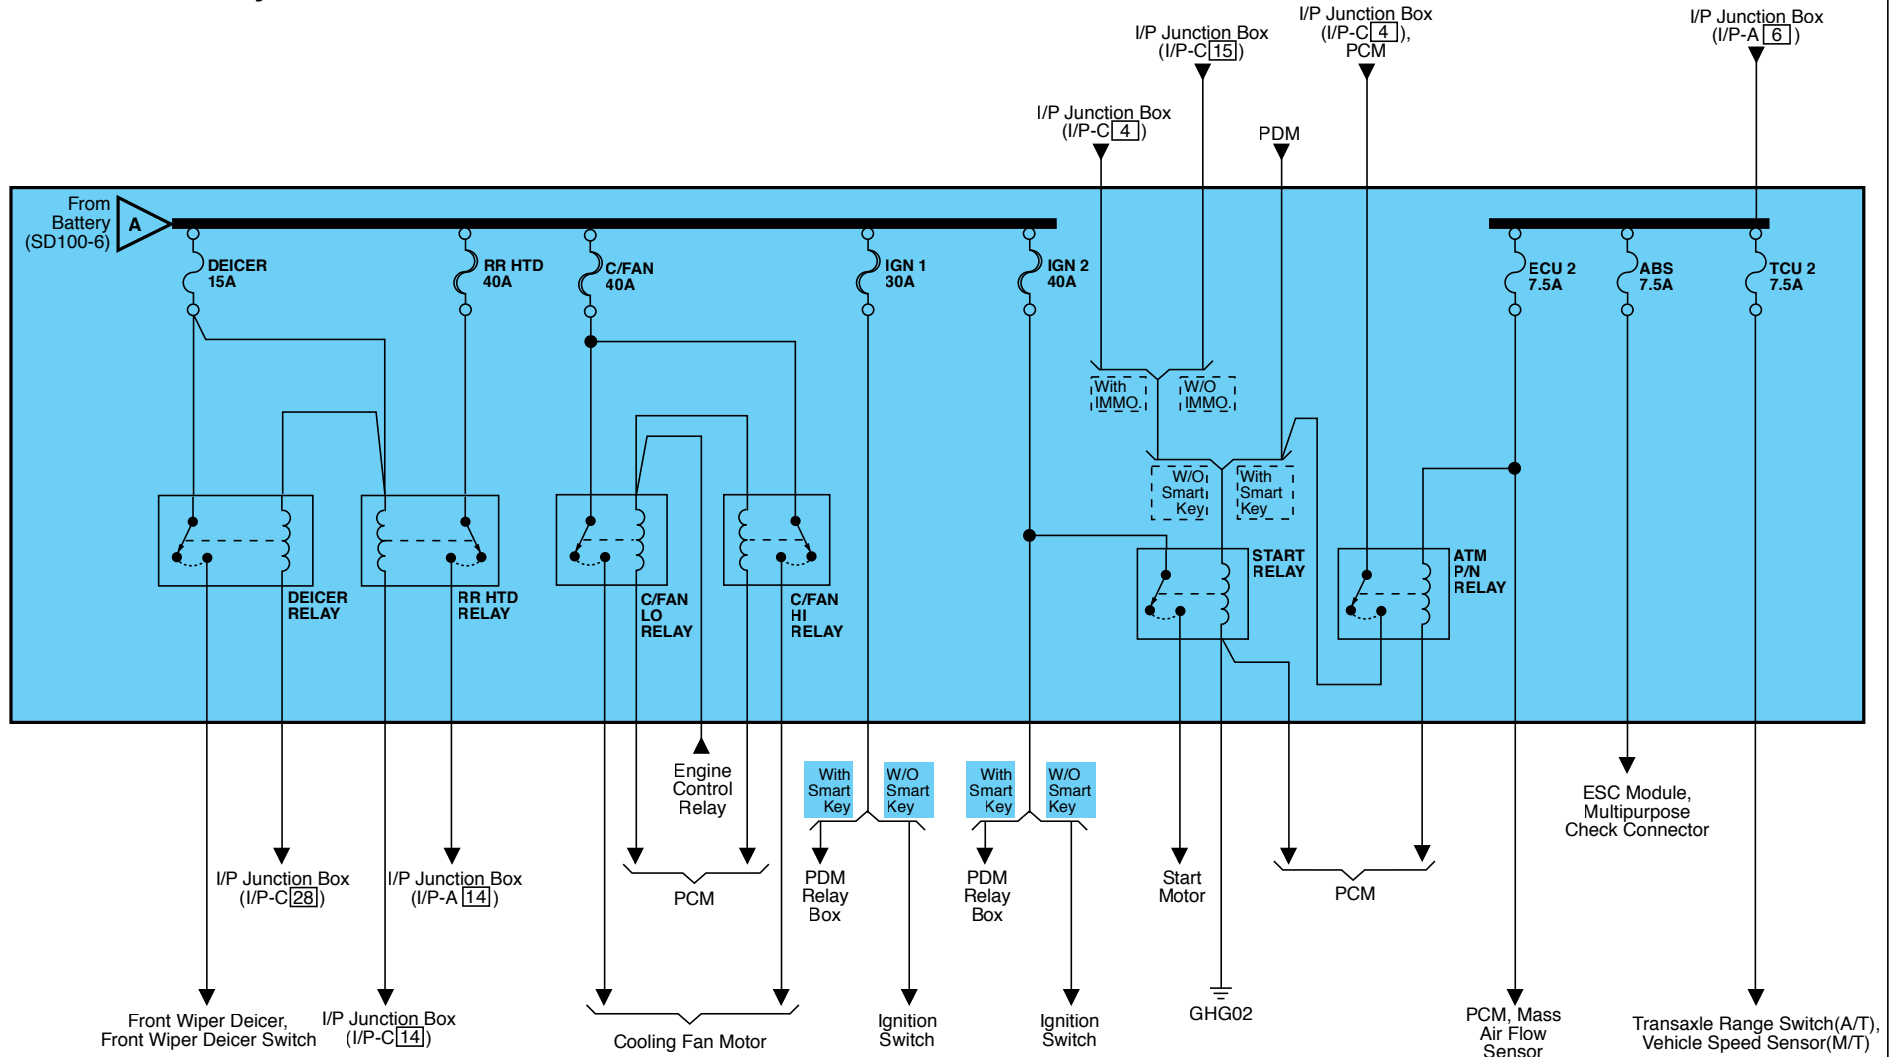 I/P Junction Box
(I/P-C 15 )
I/P Junction Box
(I/P-C 4 ),
PCM
I/P Junction Box
(I/P-A 6 )
I/P Junction Box
(I/P-C 4 )
PDM
From
Battery
(SD100-6)
A
DEICER
15A
RR HTD
40A
C/FAN
40A
IGN 1
30A
IGN 2
40A
ECU 2
7.5A
ABS
7.5A
TCU 2
7.5A
With
IMMO.
W/O
IMMO.
W/O
Smart
Key
With
Smart
Key
DEICER
RELAY
RR HTD
RELAY
C/FAN
LO
RELAY
C/FAN
HI
RELAY
START
RELAY
ATM
P/N
RELAY
Engine
Control
Relay
With
Smart
Key
W/O
Smart
Key
With
Smart
Key
W/O
Smart
Key
ESC Module,
Multipurpose
Check Connector
I/P Junction Box
(I/P-C 28 )
I/P Junction Box
(I/P-A 14 )
PCM
PDM
Relay
Box
PDM
Relay
Box
Start
Motor
PCM
Front Wiper Deicer,
Front Wiper Deicer Switch
I/P Junction Box
(I/P-C 14 )
Cooling Fan Motor
Ignition
Switch
Ignition
Switch
GHG02
PCM, Mass
Air Flow
Sensor
Transaxle Range Switch(A/T),
Vehicle Speed Sensor(M/T)